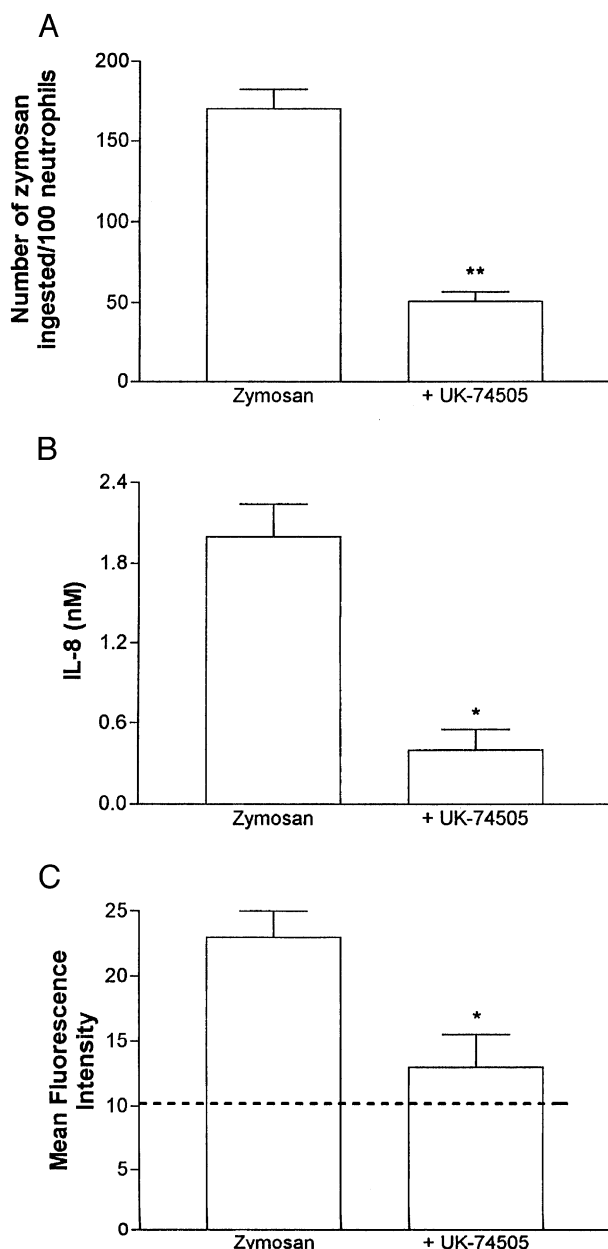 A
Number of zymosan
ingested/100 neutrophils
200
150
100
50
0
**
Zymosan
+ UK-74505
B
IL-8 (nM)
2.4
1.8
1.2
0.6
0.0
*
Zymosan
+ UK-74505
C
Mean Fluorescence
Intensity
25
20
15
10
5
0
*
Zymosan
+ UK-74505